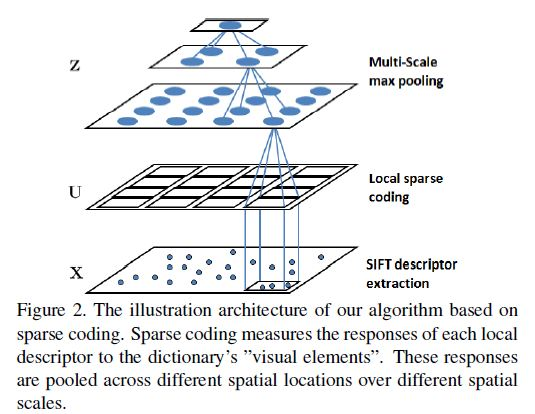 Z
Multi-Scale
max pooling
U
Local sparse
coding
X
SIFT descriptor
extraction
Figure 2. The illustration architecture of our algorithm based on
sparse coding. Sparse coding measures the responses of each local
descriptor to the dictionary's ”visual elements”. These responses
are pooled across different spatial locations over different spatial
scales.